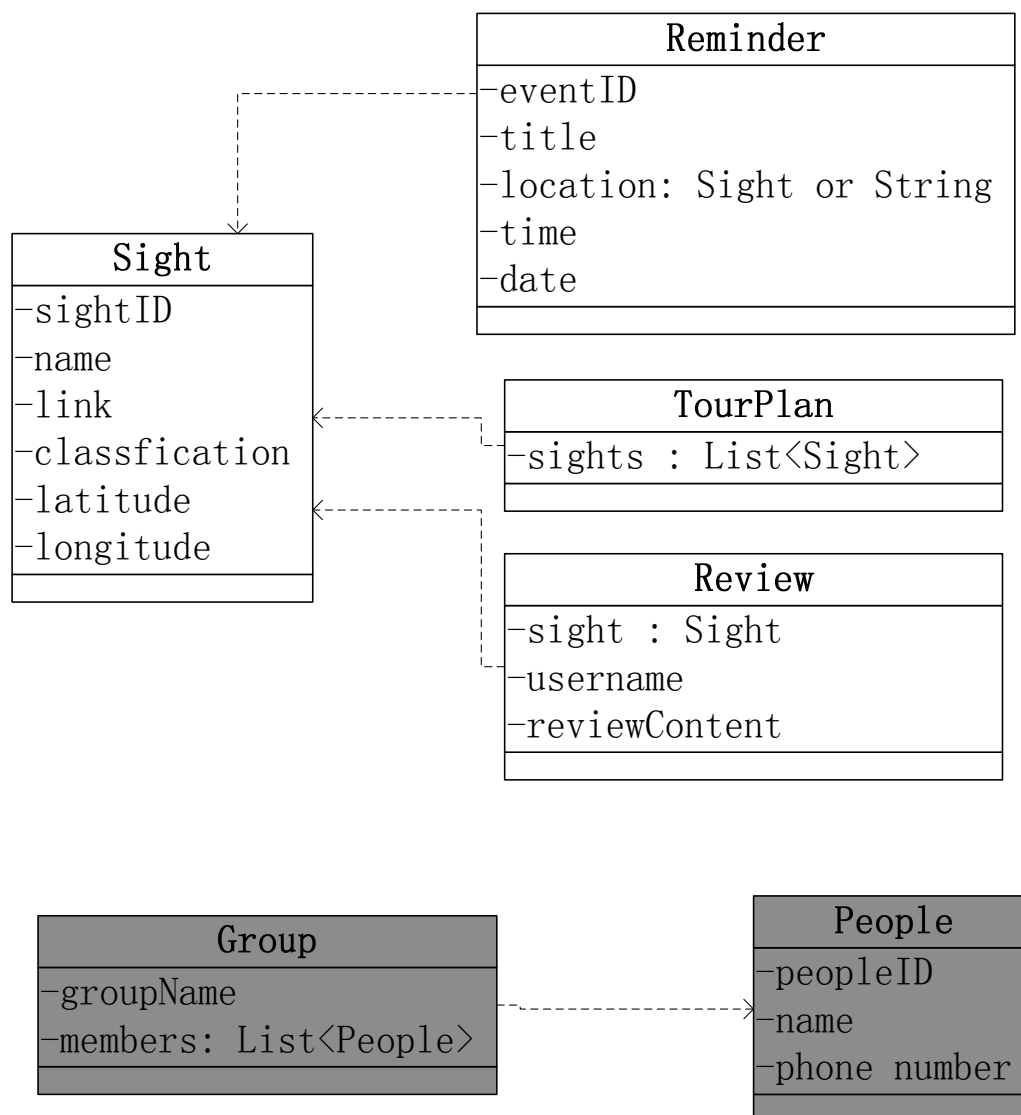 Reminder
-eventID
-title
-location: Sight or String
-time
-date
Sight
-sightID
-name
-link
-classfication
-latitude
-longitude
TourPlan
-sights : List<Sight>
Review
-sight : Sight
-username
-reviewContent
Group
-groupName
-members: List<People>
People
-peopleID
-name
-phone number